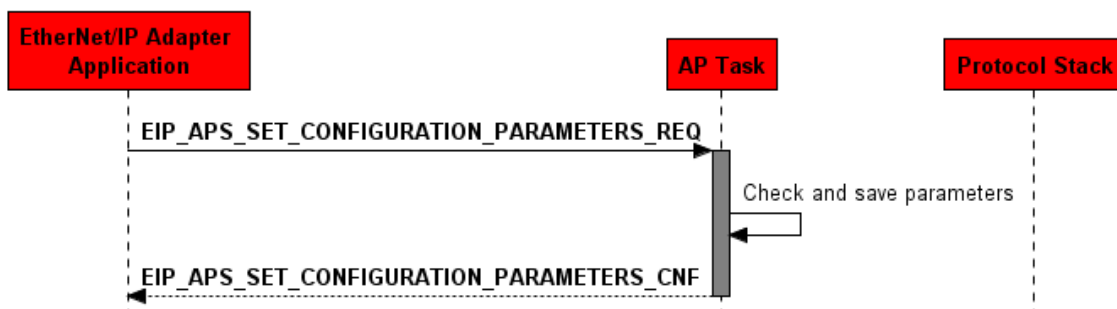 EtherNet/IP Adapter
Application
AP Task
Protocol Stack
EIP_APS_SET_CONFIGURATION_PARAMETERS_REQ
Check and save parameters
EIP_APS_SET_CONFIGURATION_PARAMETERS_CNF